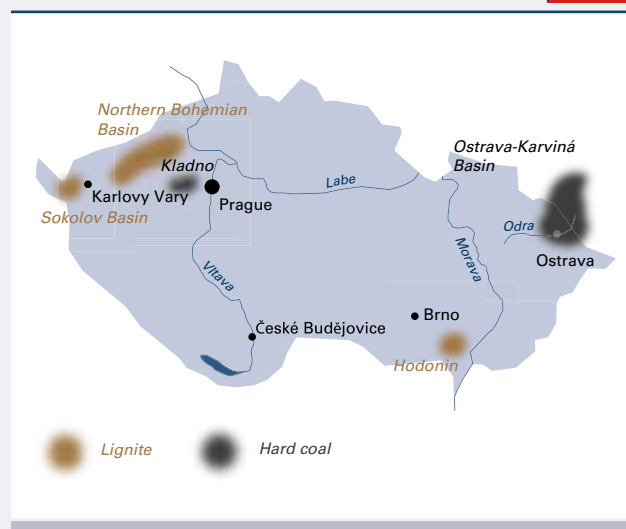 Northern Bohemian
Basin
Kladno
Karlovy Vary
Sokolov Basin
Prague
Labe
Ostrava-Karviná
Basin
Odra
Ostrava
Morava
Vltava
České Budějovice
Brno
Hodonin
Lignite
Hard coal